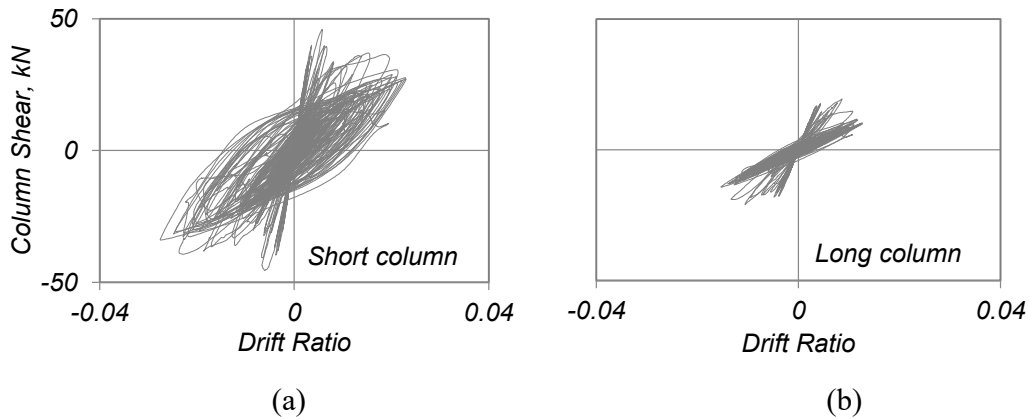 50
0
-50
Column Shear, kN
Short column
-0.04
0
0.04
Drift Ratio
(a)
Long column
-0.04
0
0.04
Drift Ratio
(b)